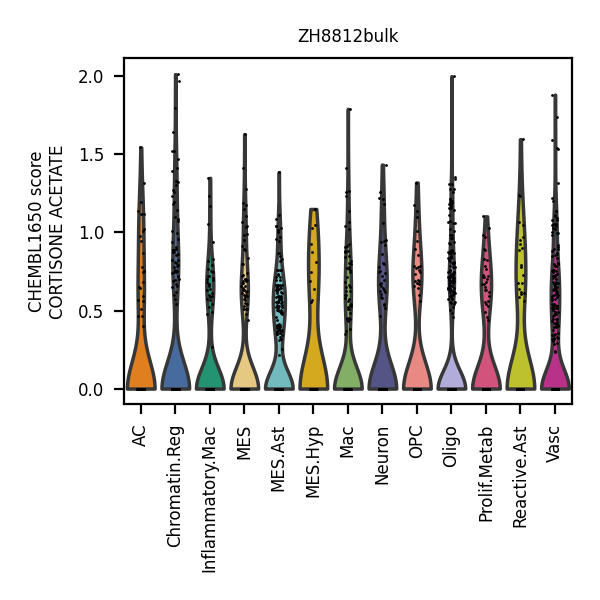 ZH8812bulk
CHEMBL1650 score
CORTISONE ACETATE
2.0
1.5
1.0
0.5
0.0
AC
Chromatin.Reg
Inflammatory.Mac
MES
MES.Ast
MES.Hyp
Mac
Neuron
OPC
Oligo
Prolif.Metab
Reactive.Ast
Vasc